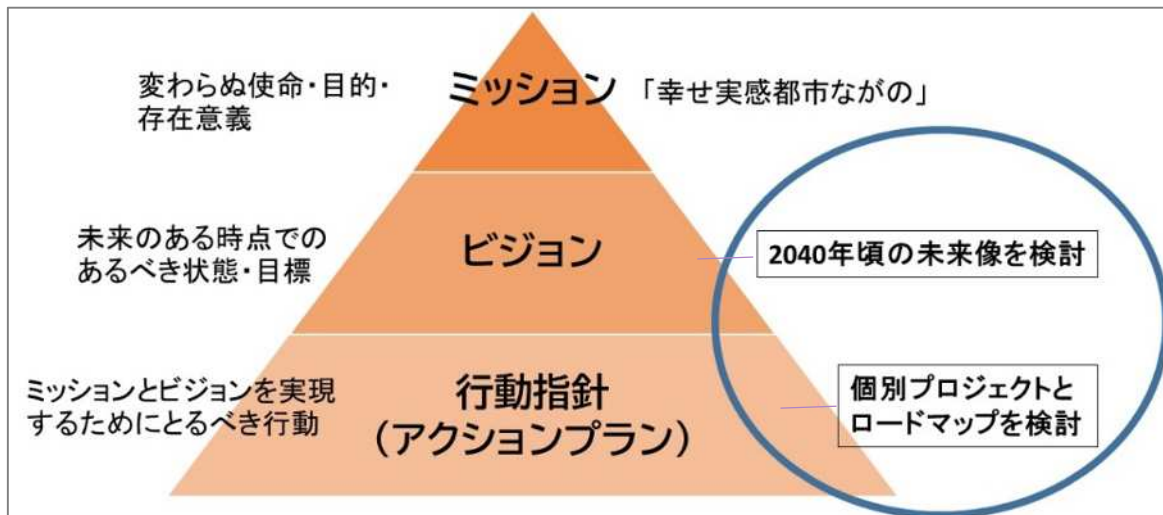 変わらぬ使命・目的・
存在意義
ミッション
「幸せ実感都市ながの」
未来のある時点での
あるべき状態・目標
ビジョン
2040年頃の未来像を検討
ミッションとビジョンを実現
するためにとるべき行動
行動指針
（アクションプラン）
個別プロジェクトと
ロードマップを検討